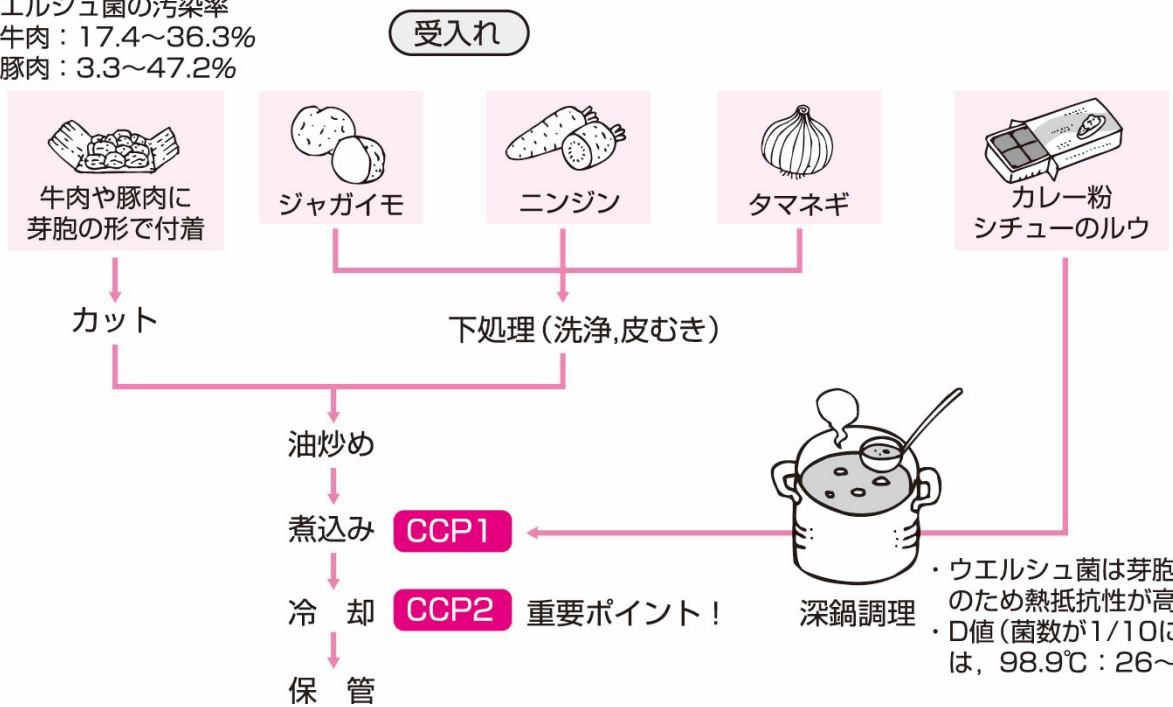 エルシュ菌の汚染率
牛肉：17.4～36.3%
豚肉：3.3～47.2%
受入れ
牛肉や豚肉に
芽胞の形で付着
ジャガイモ
ニンジン
タマネギ
カレー粉
シチューのルウ
カット
下処理(洗浄,皮むき)
油炒め
煮込み CCP1
冷　却 CCP2 重要ポイント！
保　管
深鍋調理
・ウエルシュ菌は芽胞
のため熱抵抗性が高
・D値(菌数が1/10に
は，98.9℃：26～